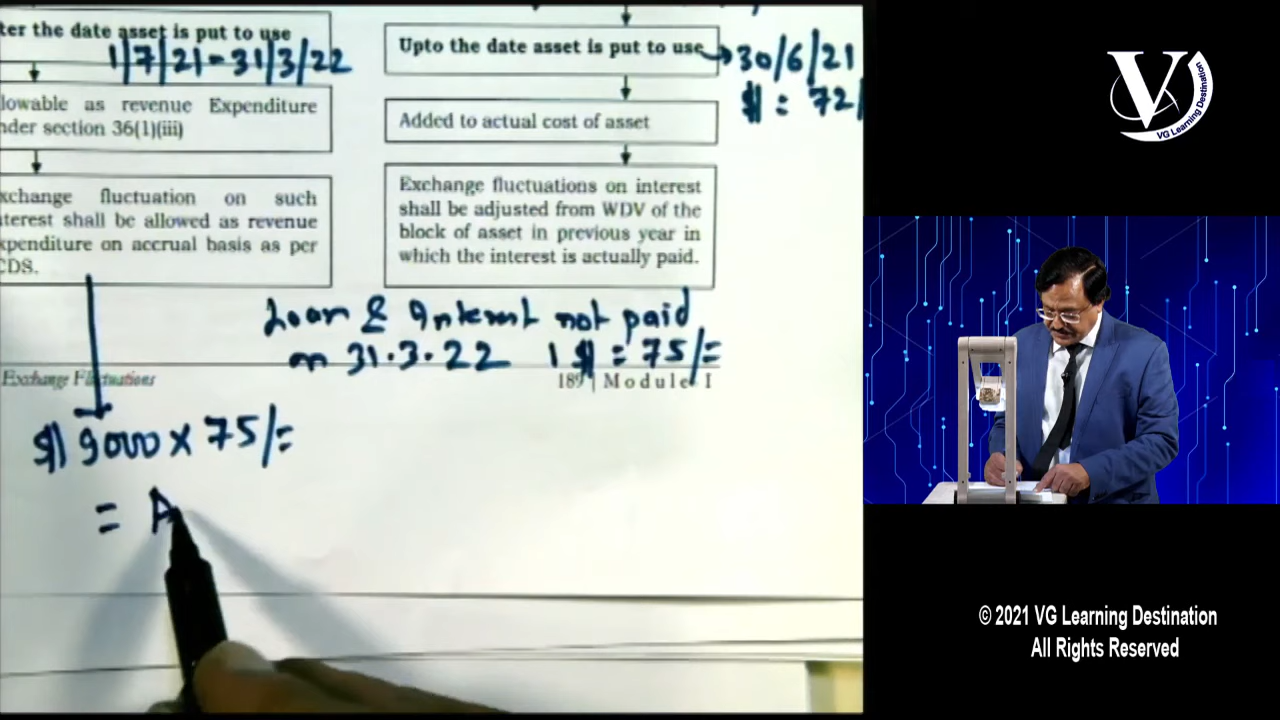 ter the date asset is put to use
1/7/21 - 31/3/22
lowable as revenue Expenditure
nder section 36(1)(iii)
xchange fluctuation on such
terest shall be allowed as revenue
xpenditure on accrual basis as per
CDS.
Upto the date asset is put to use
30/6/21
$ = 72/
Added to actual cost of asset
Exchange fluctuations on interest
shall be adjusted from WDV of the
block of asset in previous year in
which the interest is actually paid.
Loan & Interest not paid
on 31.3.22 1 $ = 75/=
Exchange Fluctuations
189 | Module I
$ 9000 x 75/=
= A
V
VG Learning Destination
© 2021 VG Learning Destination
All Rights Reserved